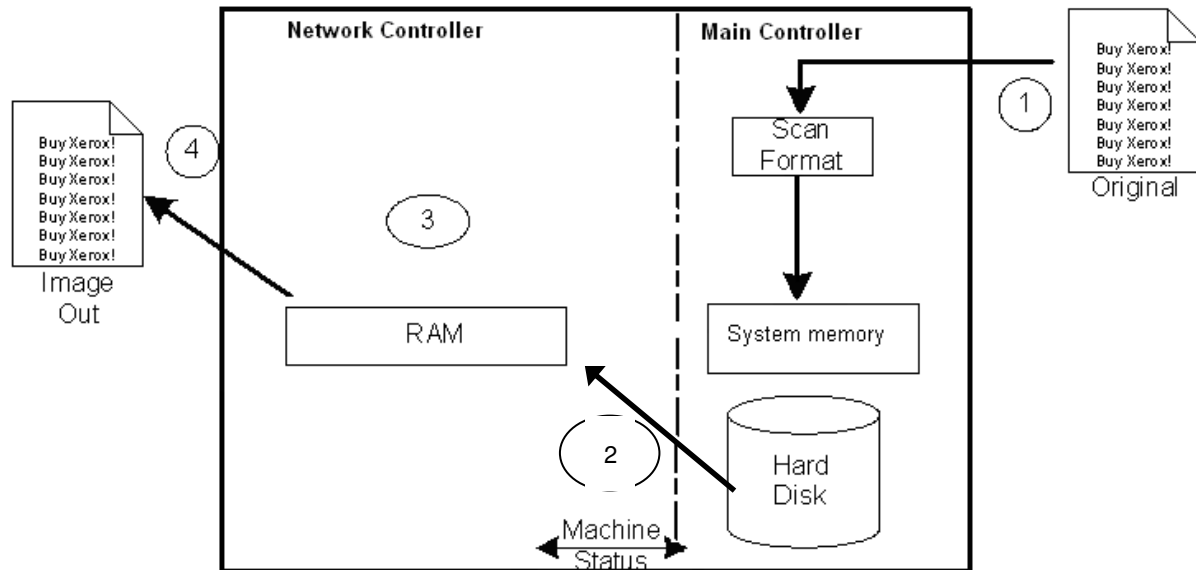 Network Controller
Main Controller
Buy Xerox!
Buy Xerox!
Buy Xerox!
Buy Xerox!
Buy Xerox!
Buy Xerox!
Buy Xerox!
Original
1
Scan
Format
4
Buy Xerox!
Buy Xerox!
Buy Xerox!
Buy Xerox!
Buy Xerox!
Buy Xerox!
Buy Xerox!
Image
Out
3
RAM
System memory
2
Hard
Disk
Machine
Status